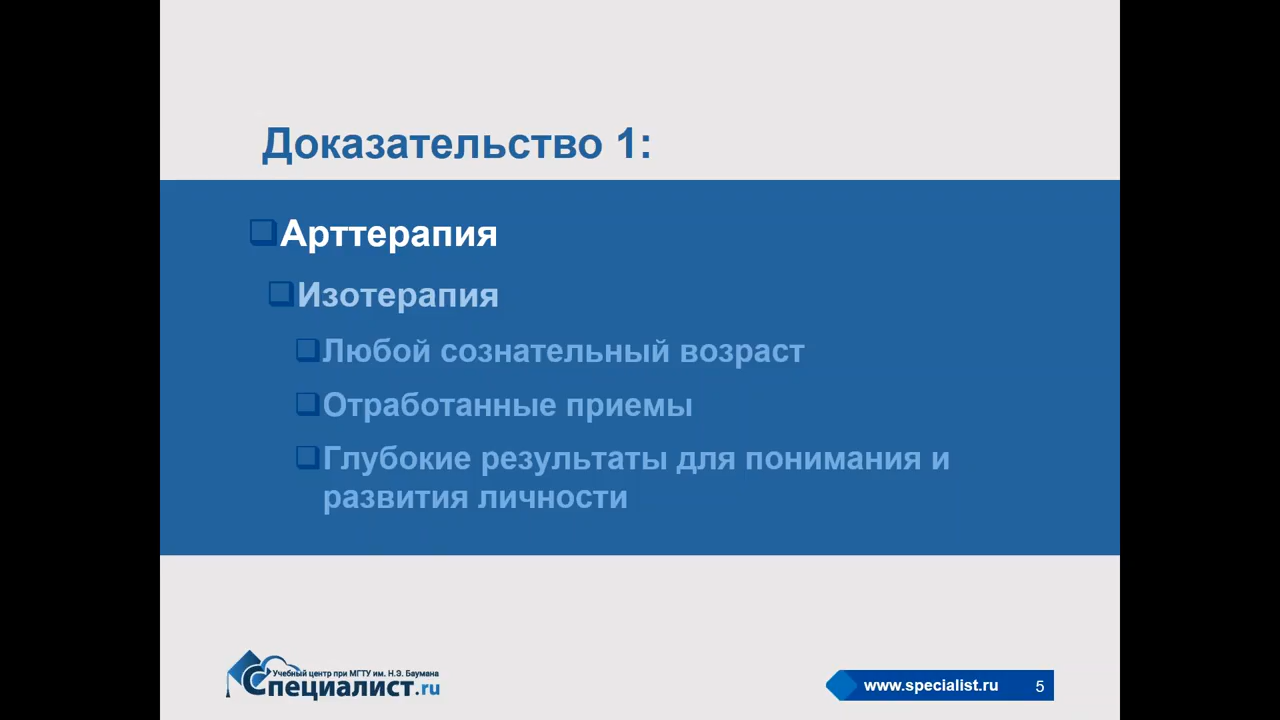 Доказательство 1:
Арттерапия
Изотерапия
Любой сознательный возраст
Отработанные приемы
Глубокие результаты для понимания и
развития личности
Учебный центр при МГТУ им. Н.Э. Баумана
Специалист.ru
www.specialist.ru 5